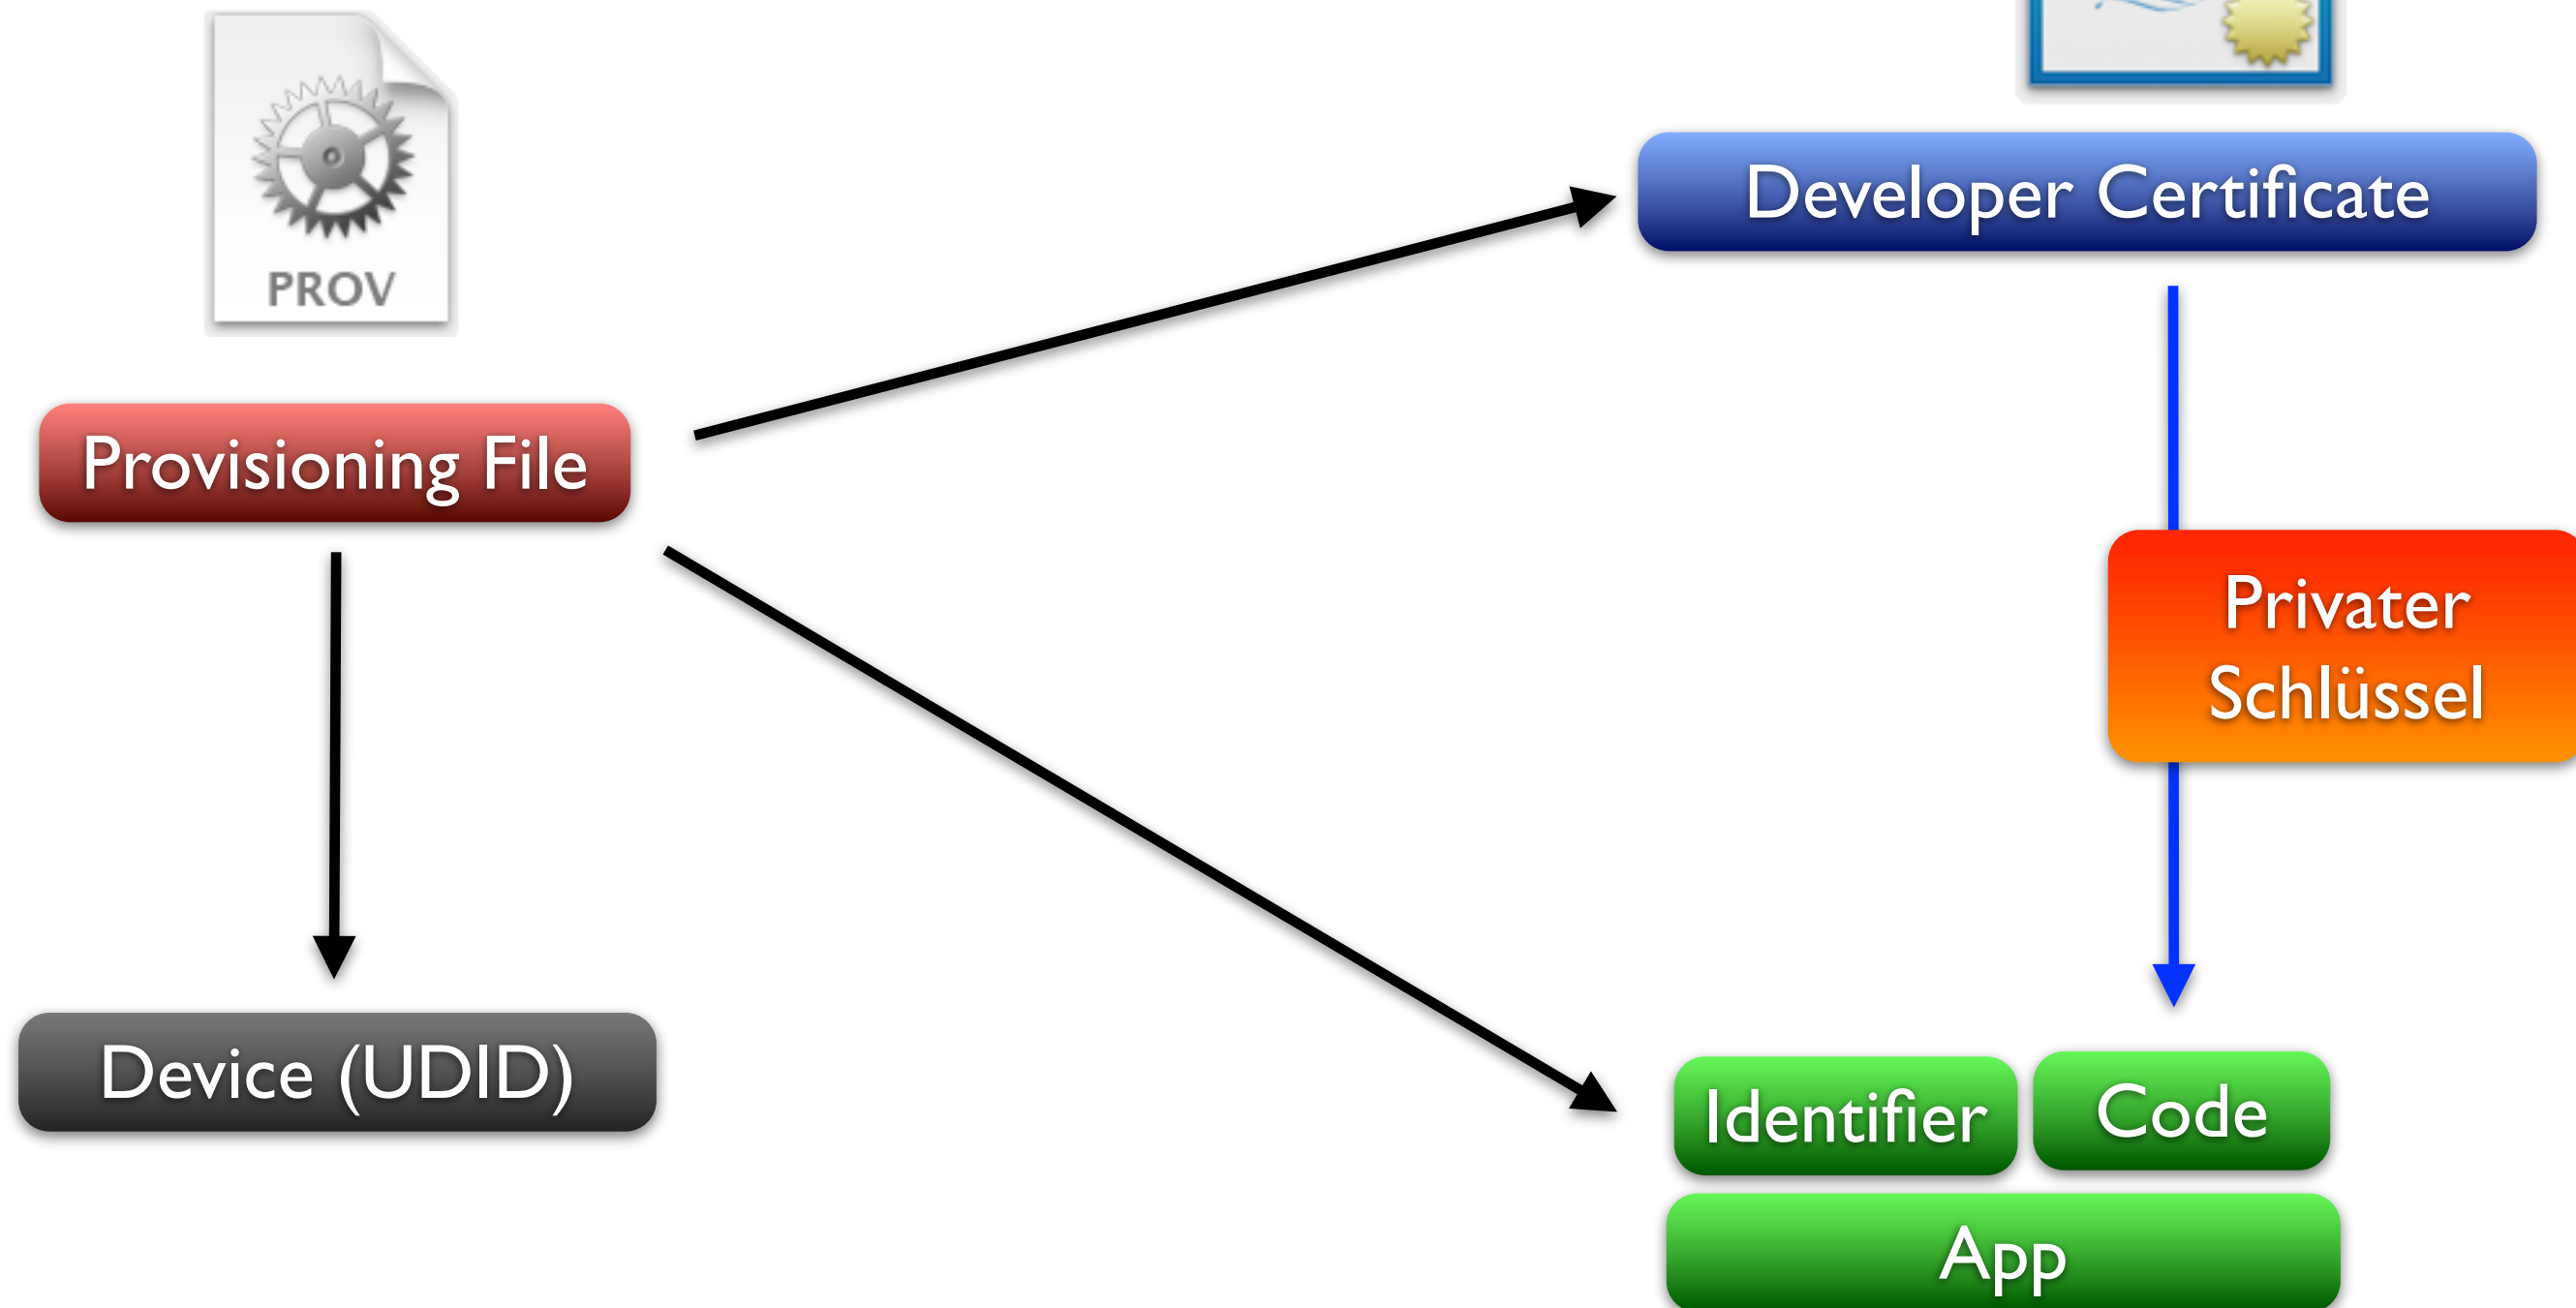 PROV
Developer Certificate
Provisioning File
Privater
Schlüssel
Device (UDID)
Identifier
Code
App